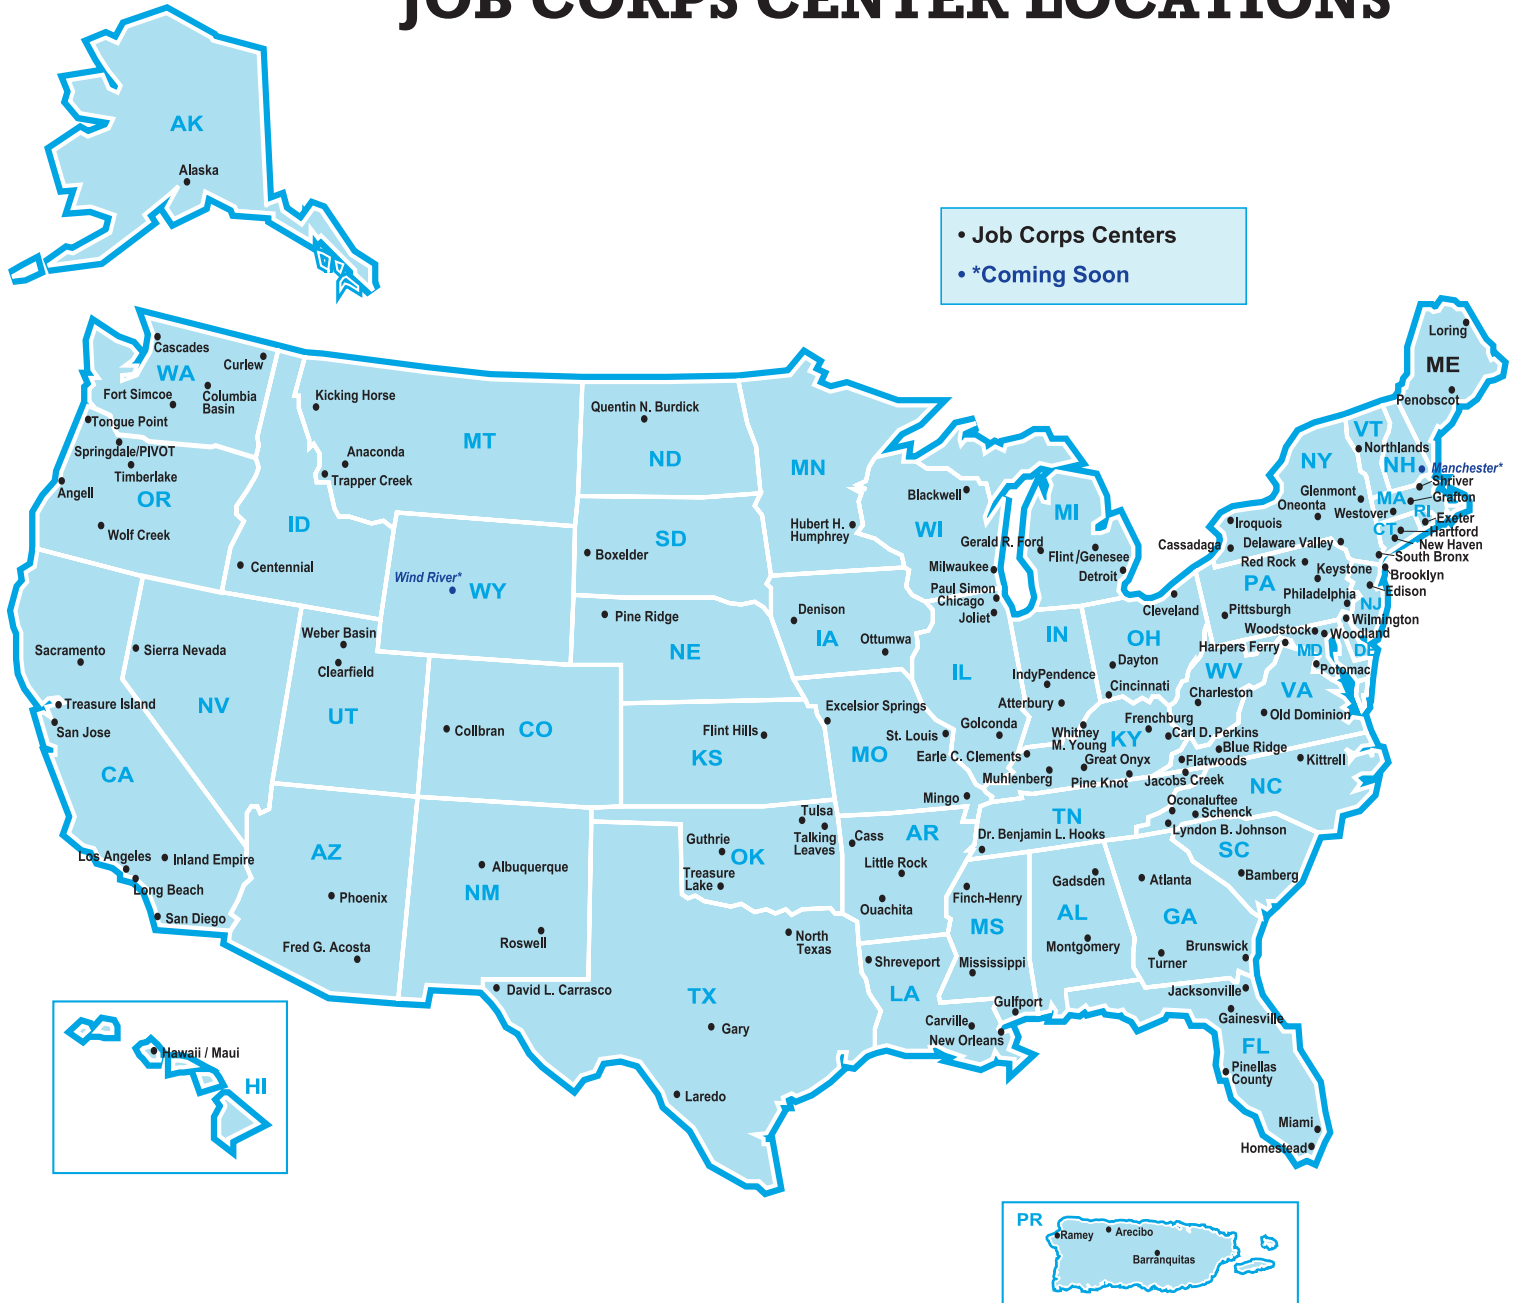 JOB CORPS CENTER LOCATIONS
AK
Alaska
• Job Corps Centers
• *Coming Soon
Cascades
Curlew
WA
Fort Simcoe
Columbia
Basin
Tongue Point
Springdale/PIVOT
Timberlake
Angell
OR
Wolf Creek
ID
Centennial
Kicking Horse
MT
Anaconda
Trapper Creek
Wind River*
WY
Quentin N. Burdick
ND
SD
Boxelder
Pine Ridge
NE
MN
Hubert H.
Humphrey
Blackwell
WI
Milwaukee
Gerald R. Ford
MI
Flint /Genesee
Detroit
Paul Simon
Chicago
Joliet
Denison
IA
Ottumwa
IL
Golconda
IN
IndyPendence
Atterbury
OH
Cleveland
Dayton
Cincinnati
Loring
ME
Penobscot
VT
Northlands
NH
Manchester*
Shriver
NY
Glenmont
Oneonta
MA
Grafton
Westover
RI
Exeter
CT
Hartford
New Haven
Iroquois
Cassadaga
Delaware Valley
South Bronx
Red Rock
Keystone
Brooklyn
PA
Edison
Philadelphia
NJ
Pittsburgh
Wilmington
Woodstock
Woodland
Harpers Ferry
MD
DE
Potomac
WV
Charleston
VA
Old Dominion
Sacramento
Sierra Nevada
Treasure Island
San Jose
NV
CA
Los Angeles
Inland Empire
Long Beach
San Diego
Weber Basin
Clearfield
UT
Collbran
CO
Flint Hills
KS
Excelsior Springs
St. Louis
MO
Mingo
Earle C. Clements
Whitney
M. Young
Frenchburg
KY
Carl D. Perkins
Great Onyx
Muhlenberg
Pine Knot
Blue Ridge
Flatwoods
Jacobs Creek
Kittrell
NC
Oconaluftee
Schenck
Lyndon B. Johnson
TN
Dr. Benjamin L. Hooks
SC
Bamberg
AZ
Phoenix
Fred G. Acosta
Albuquerque
NM
Roswell
Tulsa
Talking
Leaves
Guthrie
OK
Treasure
Lake
Cass
AR
Little Rock
Ouachita
Finch-Henry
MS
Mississippi
Gulfport
Gadsden
AL
Montgomery
Atlanta
GA
Turner
Brunswick
North
Texas
David L. Carrasco
TX
Gary
Laredo
Shreveport
LA
Carville
New Orleans
Jacksonville
Gainesville
FL
Pinellas
County
Miami
Homestead
Hawaii / Maui
HI
PR
Ramey
Arecibo
Barranquitas